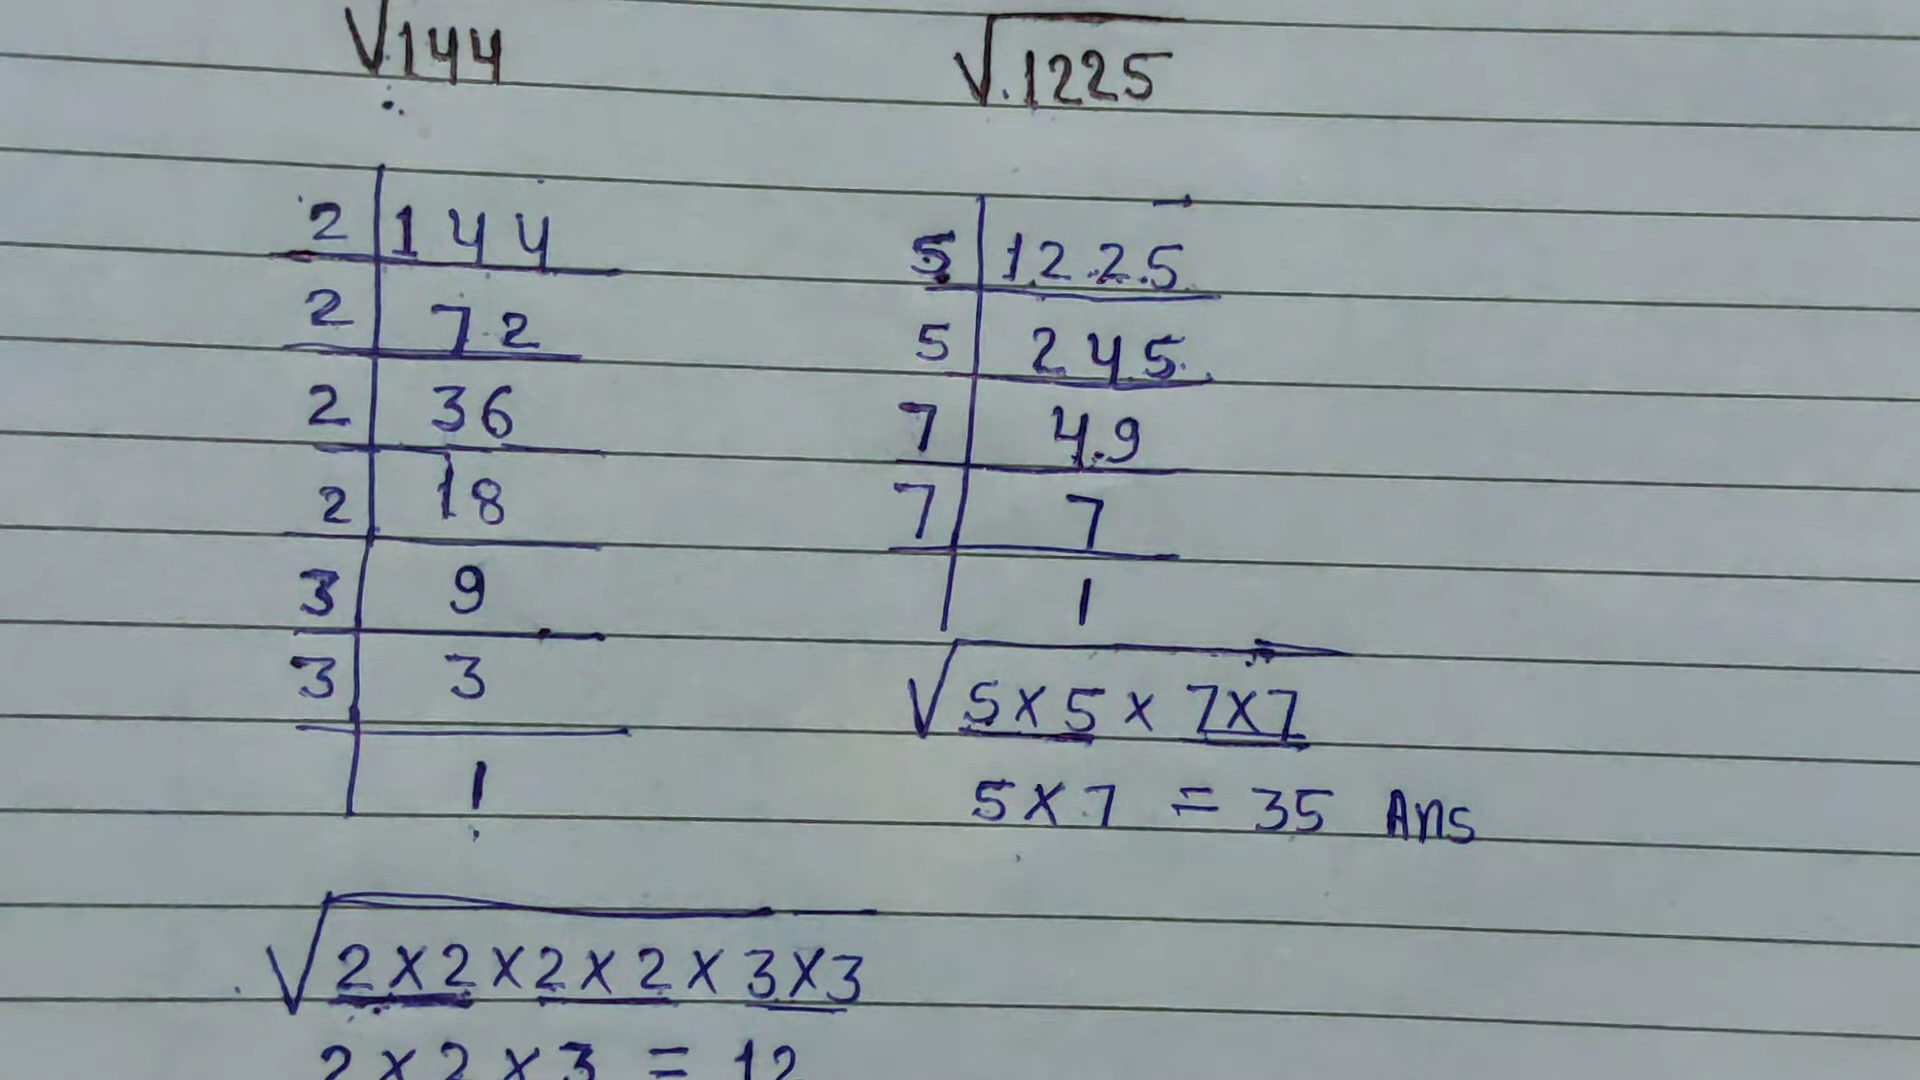 √144
2 | 144
2 | 72
2 | 36
2 | 18
3 | 9
3 | 3
1
√2×2×2×2×3×3
2×2×3 = 12
√1225
5 | 1225
5 | 245
7 | 49
7 | 7
1
√5×5×7×7
5×7 = 35 Ans